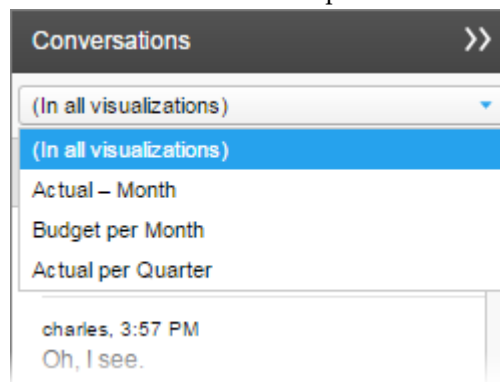 Conversations
(In all visualizations)
(In all visualizations)
Actual – Month
Budget per Month
Actual per Quarter
charles, 3:57 PM
Oh, I see.